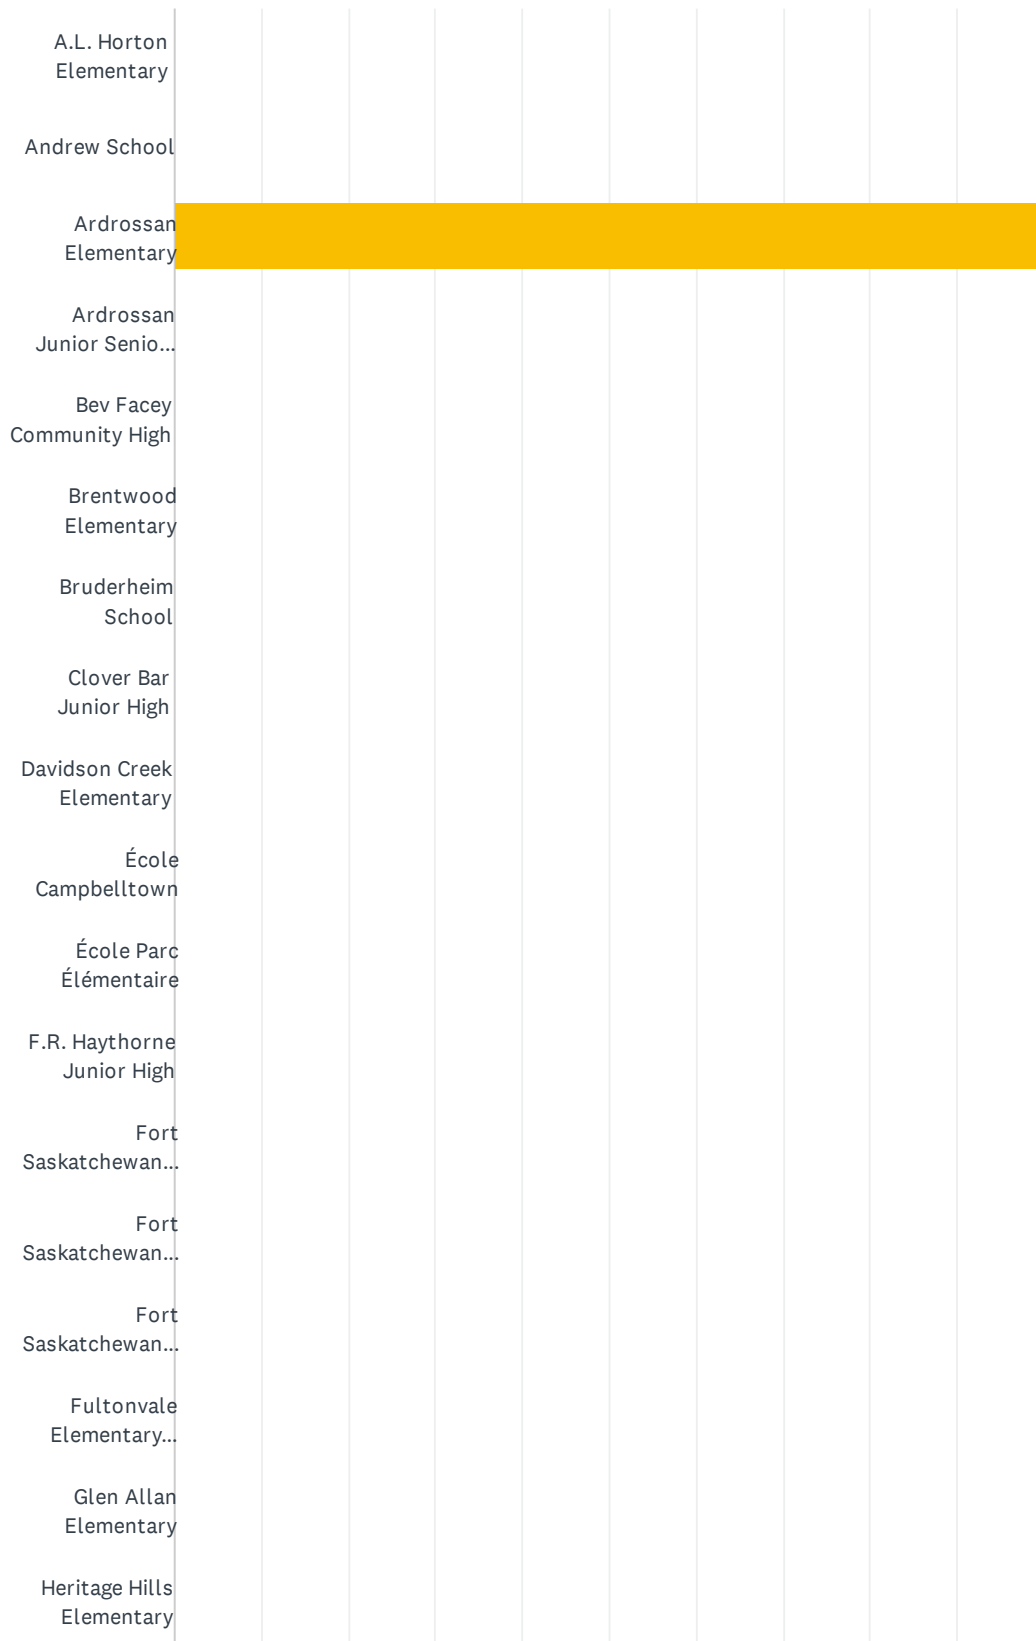 A.L. Horton
Elementary
Andrew School
Ardrossan
Elementary
Ardrossan
Junior Senio...
Bev Facey
Community High
Brentwood
Elementary
Bruderheim
School
Clover Bar
Junior High
Davidson Creek
Elementary
École
Campbelltown
École Parc
Élémentaire
F.R. Haythorne
Junior High
Fort
Saskatchewan...
Fort
Saskatchewan...
Fort
Saskatchewan...
Fultonvale
Elementary...
Glen Allan
Elementary
Heritage Hills
Elementary